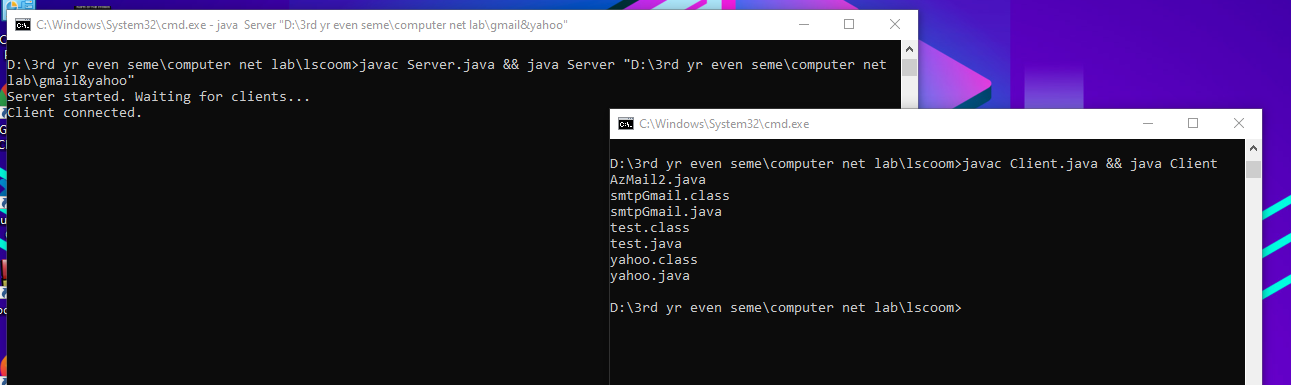 C:\Windows\System32\cmd.exe - java  Server "D:\3rd yr even seme\computer net lab\gmail&yahoo"
D:\3rd yr even seme\computer net lab\lscoom>javac Server.java && java Server "D:\3rd yr even seme\computer net
lab\gmail&yahoo"
Server started. Waiting for clients...
Client connected.
C:\Windows\System32\cmd.exe
D:\3rd yr even seme\computer net lab\lscoom>javac Client.java && java Client
AzMail2.java
smtpGmail.class
smtpGmail.java
test.class
test.java
yahoo.class
yahoo.java
D:\3rd yr even seme\computer net lab\lscoom>